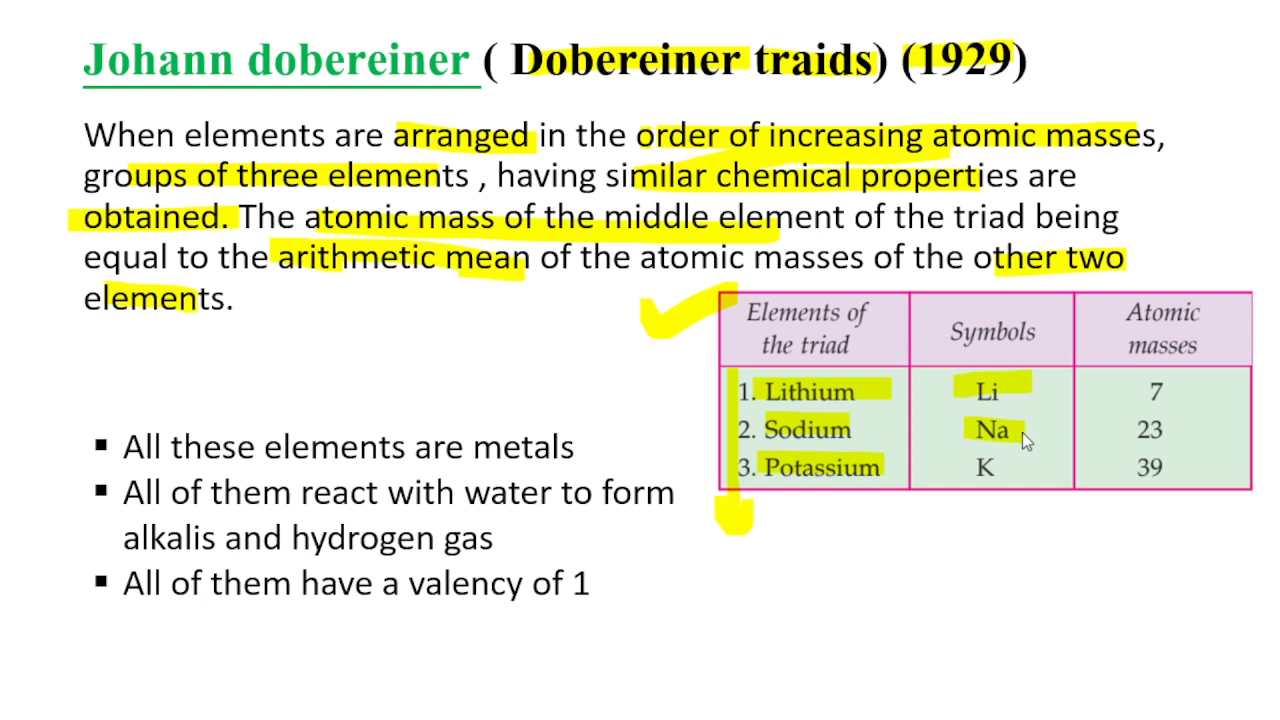 Johann dobereiner ( Dobereiner traids) (1929)
When elements are arranged in the order of increasing atomic masses,
groups of three elements , having similar chemical properties are
obtained. The atomic mass of the middle element of the triad being
equal to the arithmetic mean of the atomic masses of the other two
elements.
Elements of
the triad
Symbols
Atomic
masses
1. Lithium Li 7
2. Sodium Na 23
3. Potassium K 39
▪ All these elements are metals
▪ All of them react with water to form
alkalis and hydrogen gas
▪ All of them have a valency of 1